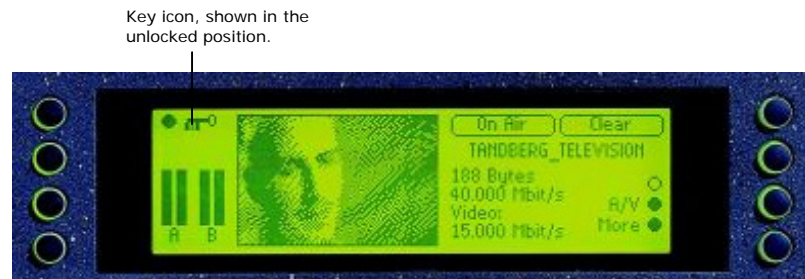 Key icon, shown in the
unlocked position.
On Air Clear
TANDBERG_TELEVISION
188 Bytes
40.000 Mbit/s
Video:
15.000 Mbit/s
A/V
More
A B